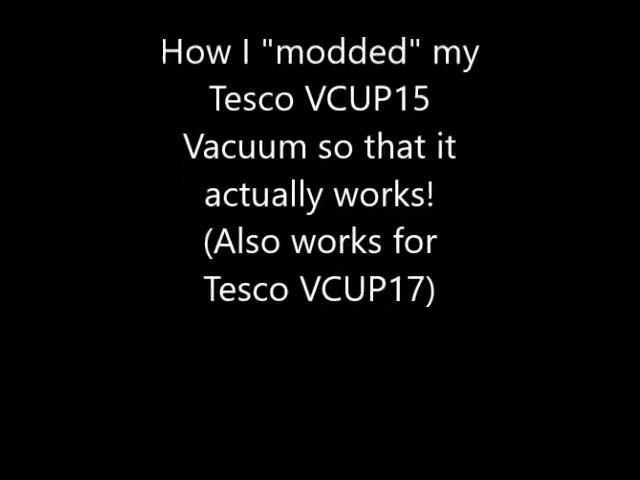 How I "modded" my
Tesco VCUP15
Vacuum so that it
actually works!
(Also works for
Tesco VCUP17)